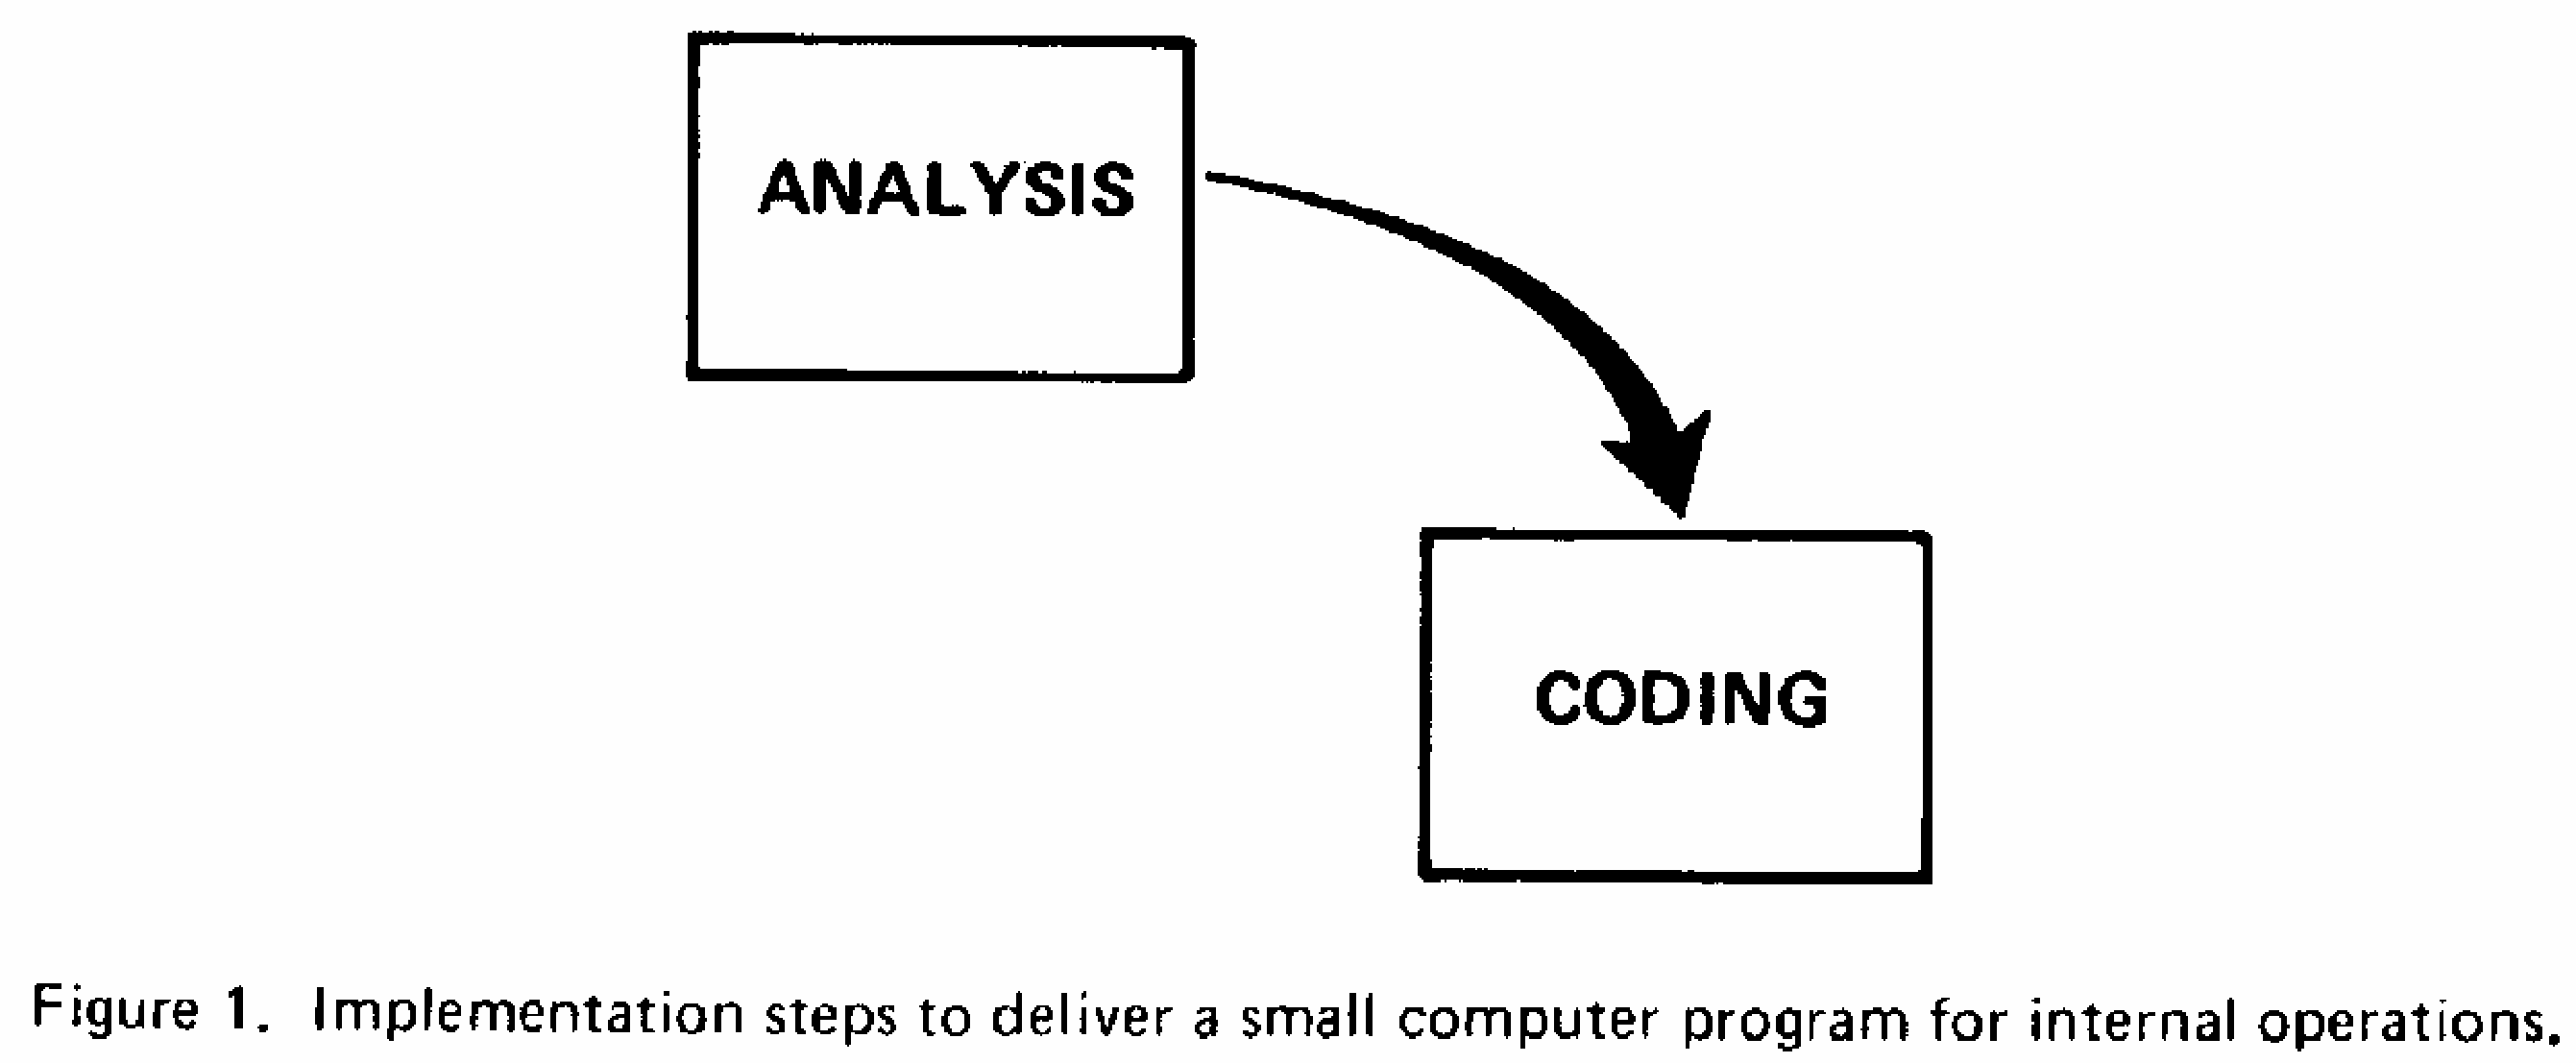 ANALYSIS
CODING
Figure 1. Implementation steps to deliver a small computer program for internal operations.